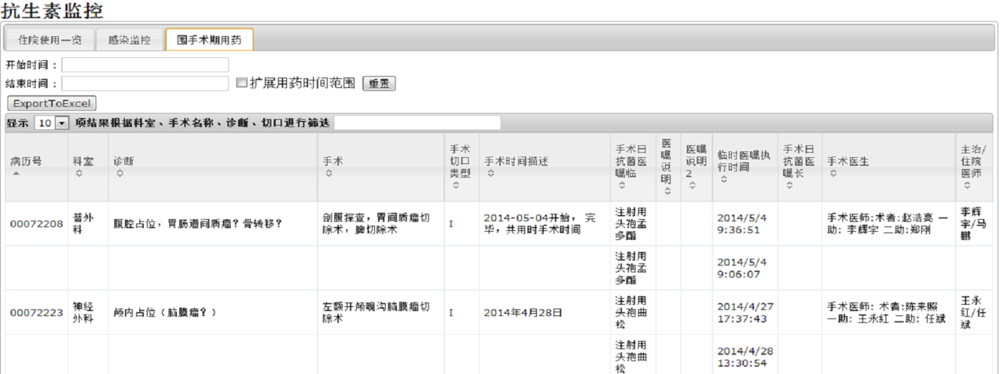 抗生素监控
住院使用一览 感染监控 围手术期用药
开始时间：
结束时间： 扩展用药时间范围 重置
ExportToExcel
显示 10 项结果根据科室、手术名称、诊断、切口进行筛选
病历号 科室 诊断 手术 手术切口类型 手术时间描述 手术日抗菌医嘱临 医嘱说明 医嘱说明2 临时医嘱执行时间 手术日抗菌医嘱长 手术医生 主治/住院医师
00072208 普外科 腹腔占位，胃肠道间质瘤？骨转移？ 剖腹探查，胃间质瘤切除术，脾切除术 I 2014-05-04开始， 完毕，共用时手术时间 注射用头孢孟多酯 2014/5/4 9:36:51 手术医师:术者:赵浩亮 一助: 李辉宇 二助:郑刚 李辉宇/马鹏
注射用头孢孟多酯 2014/5/4 9:06:07
00072223 神经外科 颅内占位（脑膜瘤？） 左额开颅嗅沟脑膜瘤切除术 I 2014年4月28日 注射用头孢曲松 2014/4/27 17:37:43 手术医师: 术者:陈来照 一助: 王永红 二助: 任斌 王永红/任斌
注射用头孢曲松 2014/4/28 13:30:54